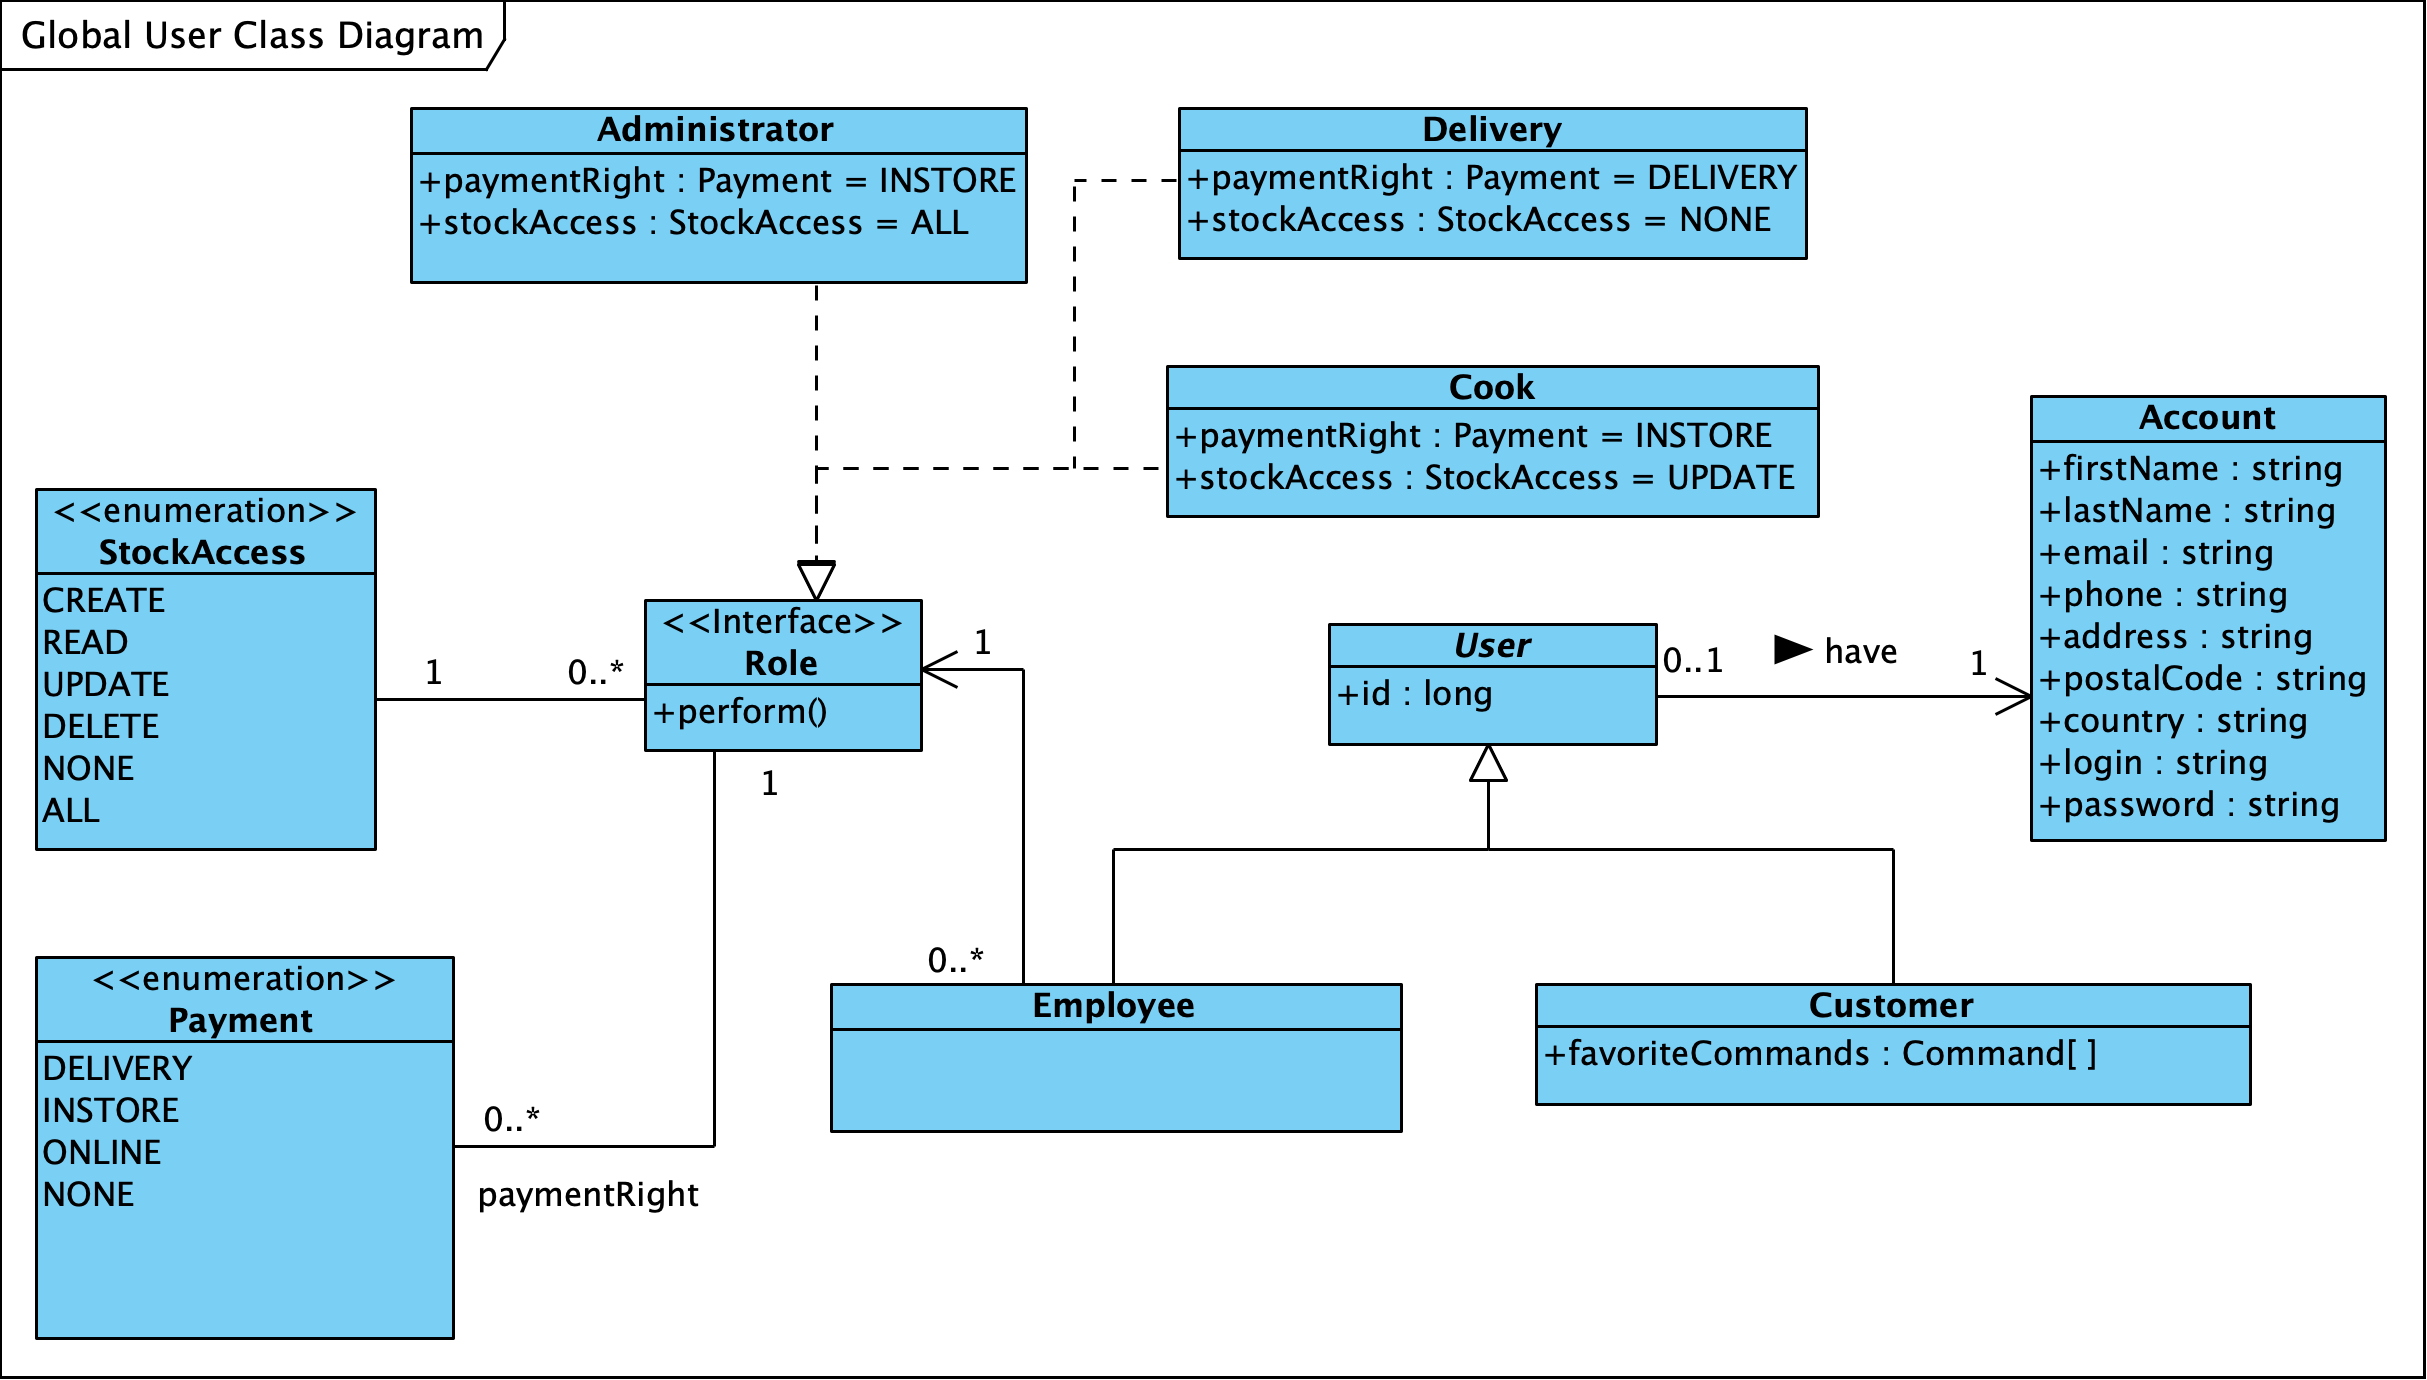 Global User Class Diagram
Administrator
+paymentRight : Payment = INSTORE
+stockAccess : StockAccess = ALL
Delivery
+paymentRight : Payment = DELIVERY
+stockAccess : StockAccess = NONE
Cook
+paymentRight : Payment = INSTORE
+stockAccess : StockAccess = UPDATE
Account
+firstName : string
+lastName : string
+email : string
+phone : string
+address : string
+postalCode : string
+country : string
+login : string
+password : string
<<enumeration>>
StockAccess
CREATE
READ
UPDATE
DELETE
NONE
ALL
1
0..*
<<Interface>>
Role
+perform()
1
1
User
+id : long
0..1
have
1
0..*
<<enumeration>>
Payment
DELIVERY
INSTORE
ONLINE
NONE
0..*
paymentRight
Employee
Customer
+favoriteCommands : Command[ ]